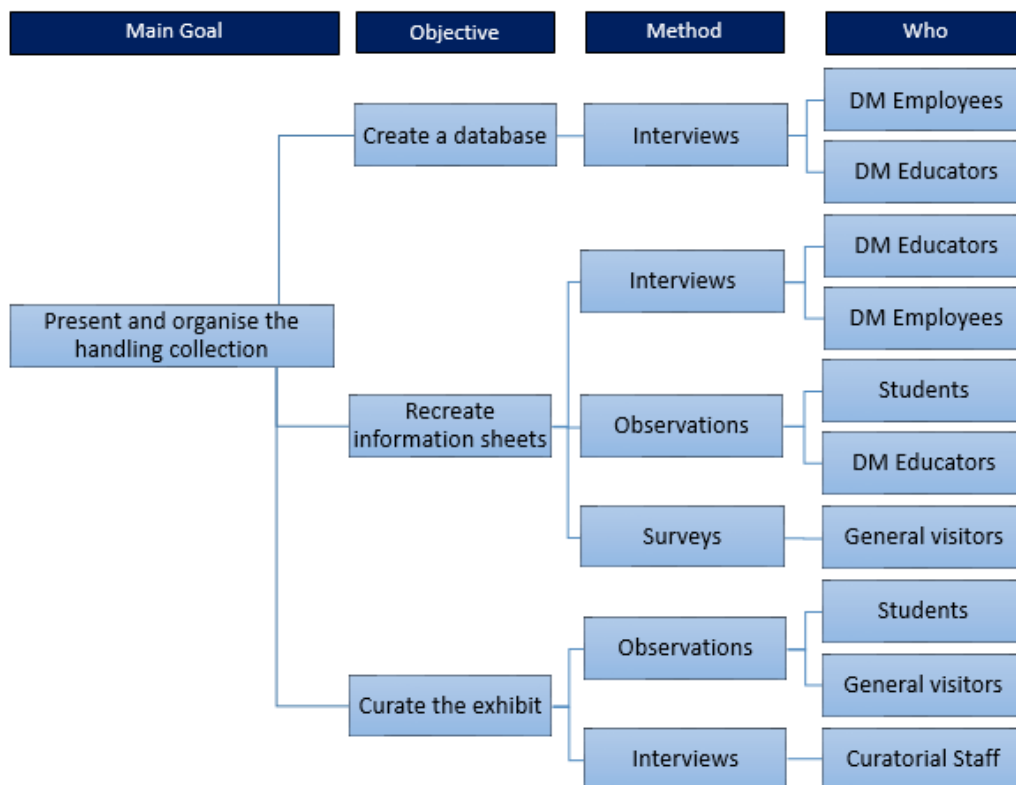 Main Goal
Objective
Method
Who
Create a database
Interviews
DM Employees
DM Educators
Present and organise the
handling collection
Recreate
information sheets
Interviews
DM Educators
DM Employees
Observations
Students
DM Educators
Surveys
General visitors
Curate the exhibit
Observations
Students
General visitors
Interviews
Curatorial Staff